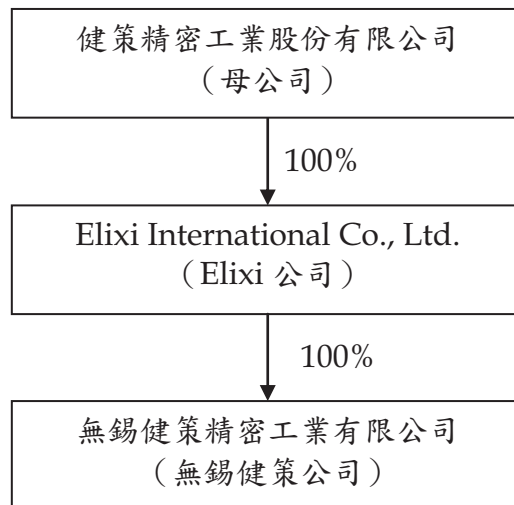 健策精密工業股份有限公司
（母公司）
100%
Elixi International Co., Ltd.
（Elixi 公司）
100%
無錫健策精密工業有限公司
（無錫健策公司）